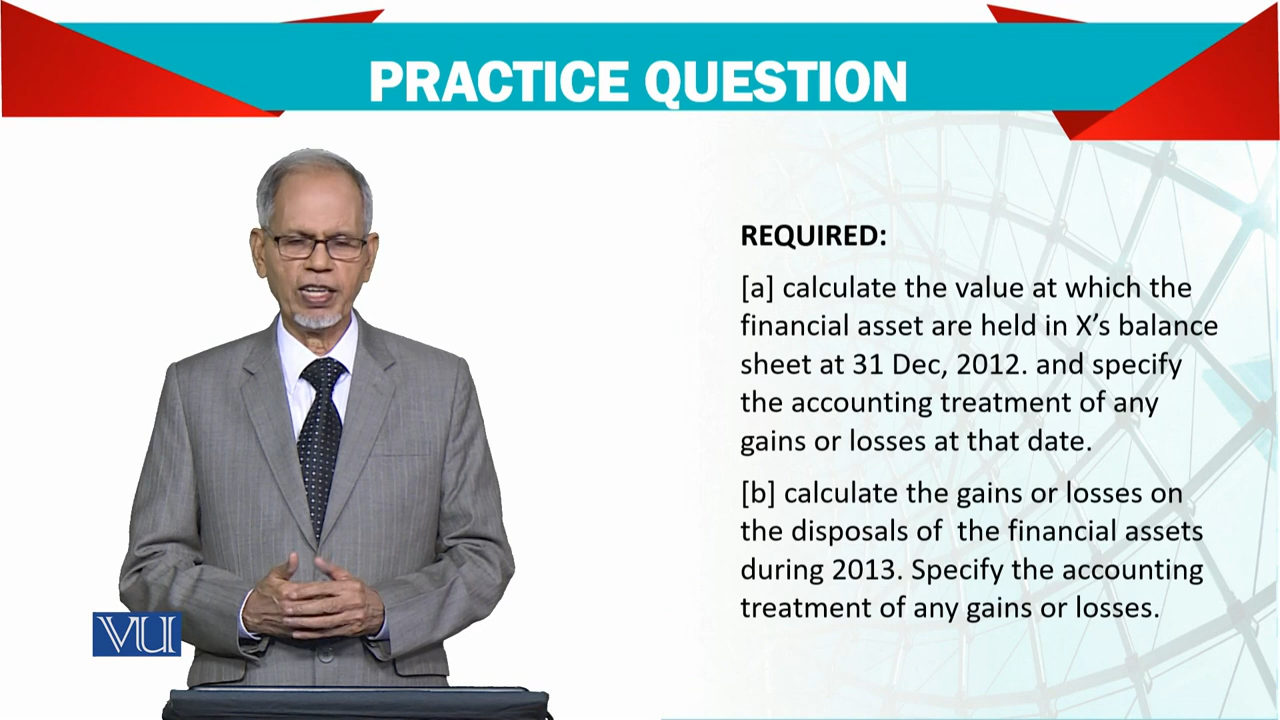 PRACTICE QUESTION
REQUIRED:
[a] calculate the value at which the
financial asset are held in X’s balance
sheet at 31 Dec, 2012. and specify
the accounting treatment of any
gains or losses at that date.
[b] calculate the gains or losses on
the disposals of  the financial assets
during 2013. Specify the accounting
treatment of any gains or losses.
VU